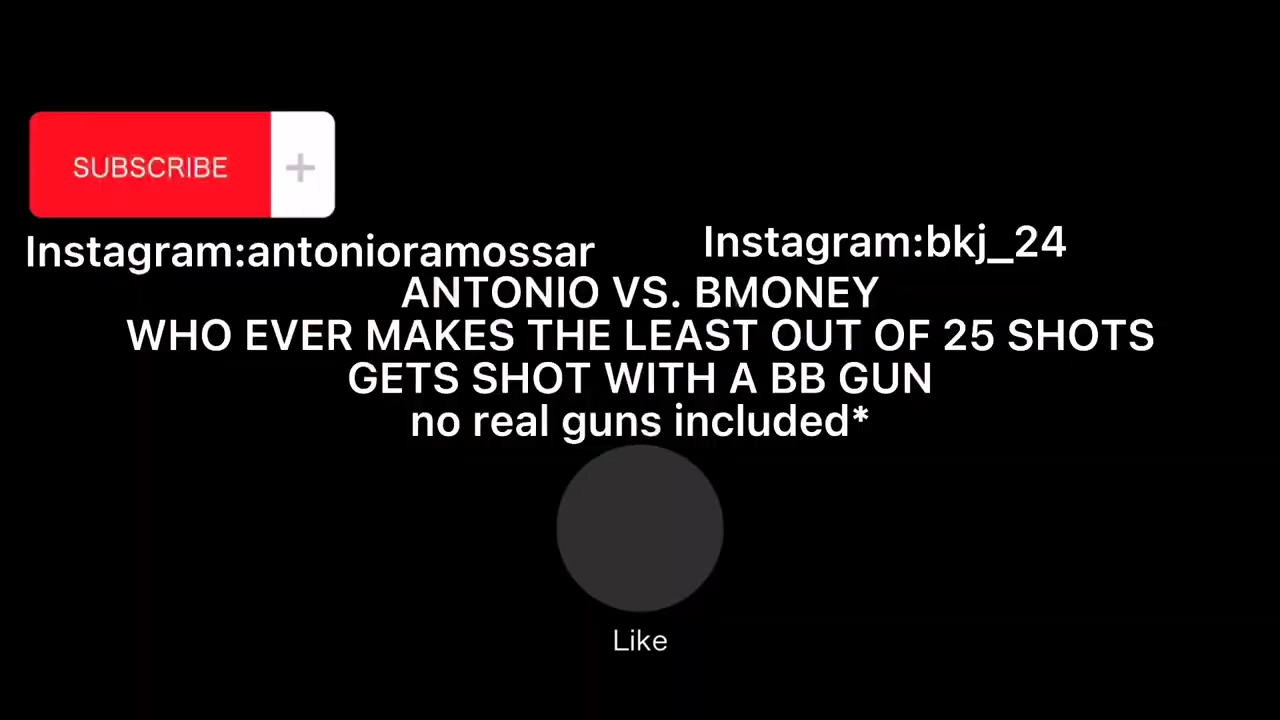 SUBSCRIBE +
Instagram:antonioramossar
Instagram:bkj_24
ANTONIO VS. BMONEY
WHO EVER MAKES THE LEAST OUT OF 25 SHOTS
GETS SHOT WITH A BB GUN
no real guns included*
Like